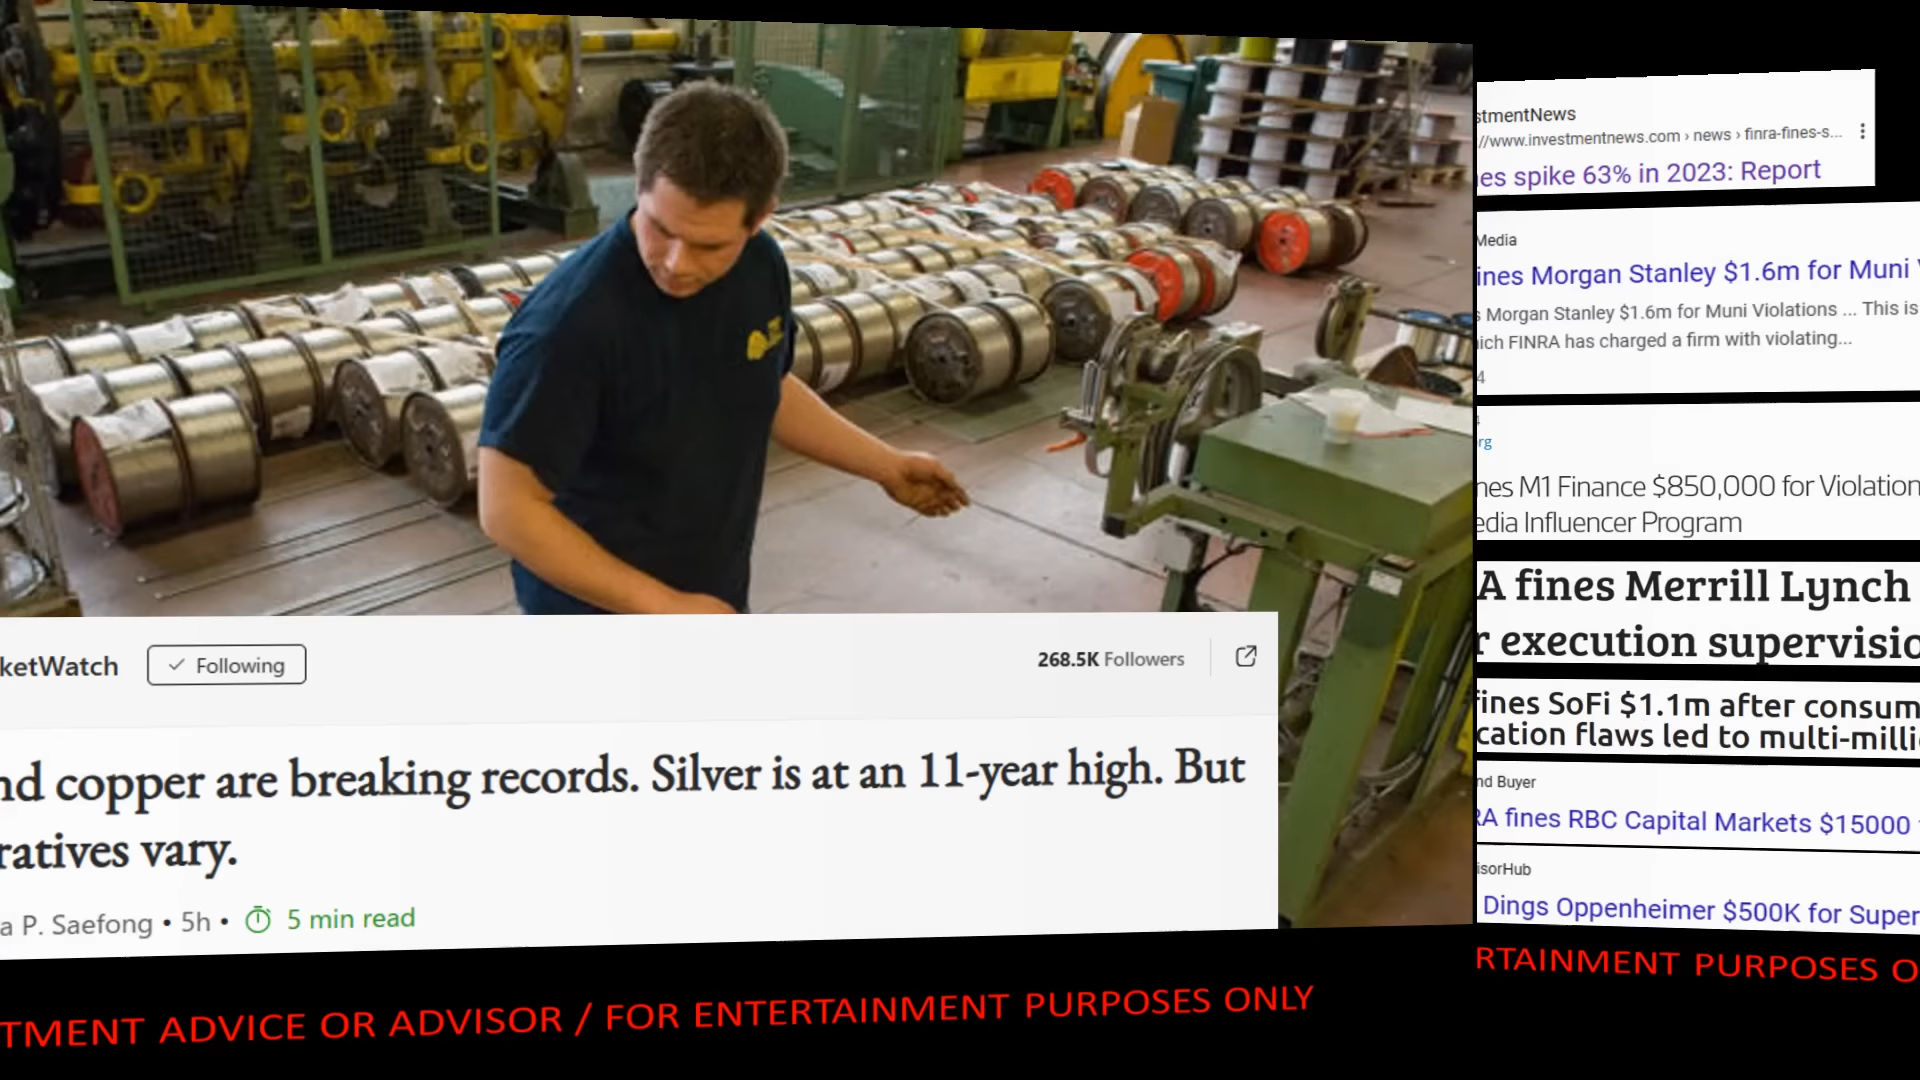 ketWatch
Following
268.5K Followers
nd copper are breaking records. Silver is at an 11-year high. But
ratives vary.
a P. Saefong • 5h •
5 min read
TMENT ADVICE OR ADVISOR / FOR ENTERTAINMENT PURPOSES ONLY
stmentNews
://www.investmentnews.com › news › finra-fines-s...
nes spike 63% in 2023: Report
Media
ines Morgan Stanley $1.6m for Muni
s Morgan Stanley $1.6m for Muni Violations ... This is
hich FINRA has charged a firm with violating...
4
rg
nes M1 Finance $850,000 for Violation
edia Influencer Program
A fines Merrill Lynch
r execution supervisio
fines SoFi $1.1m after consum
cation flaws led to multi-milli
nd Buyer
RA fines RBC Capital Markets $15000
isorHub
Dings Oppenheimer $500K for Super
RTAINMENT PURPOSES O